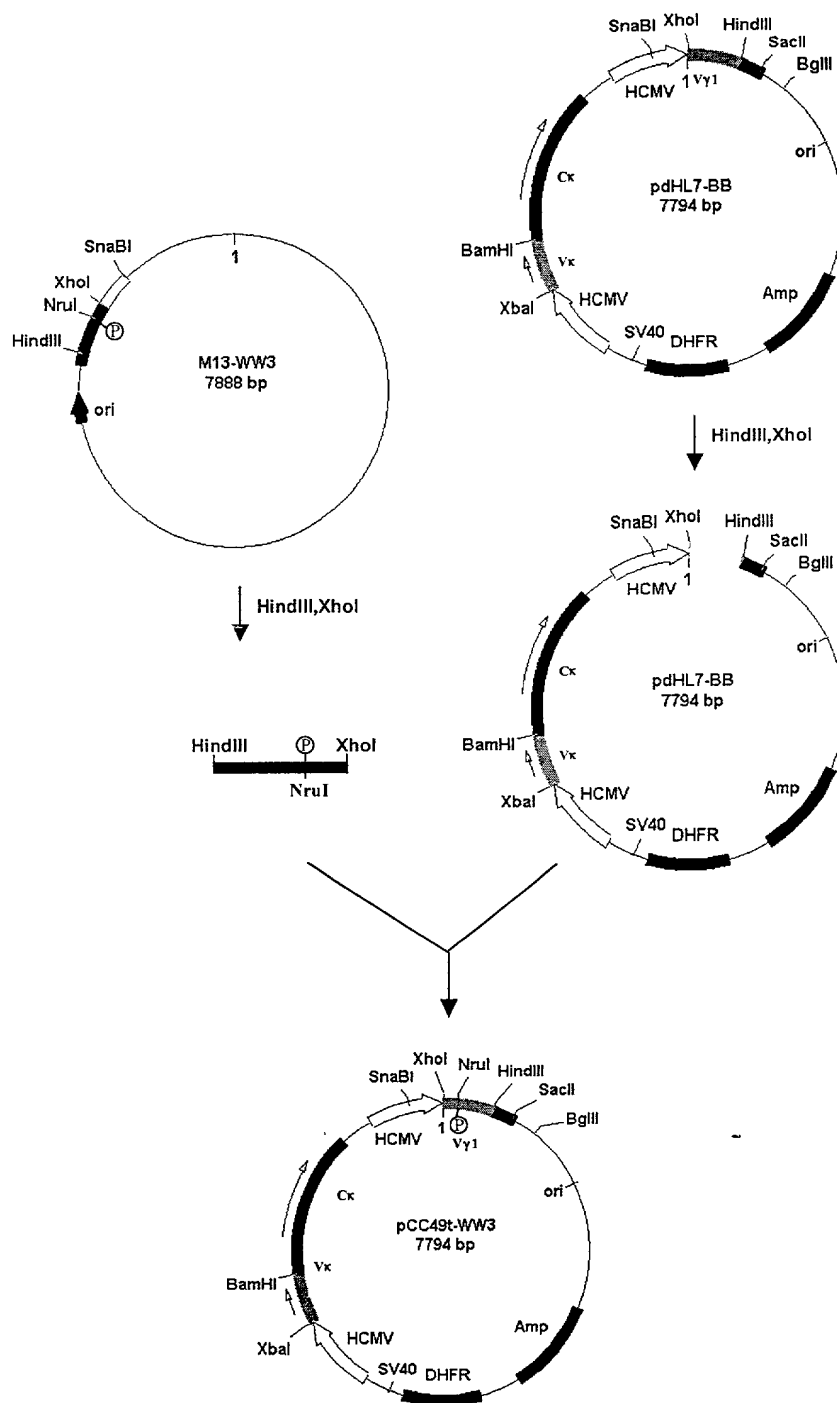 XhoI
HindIII
SnaBI
SacII
BglII
HCMV
1
Vγ1
ori
Cκ
pdHL7-BB
7794 bp
BamHI
Vκ
XbaI
HCMV
Amp
SV40
DHFR
SnaBI
1
XhoI
NruI
P
HindIII
M13-WW3
7888 bp
ori
HindIII,XhoI
HindIII,XhoI
XhoI
HindIII
SnaBI
SacII
BglII
HCMV
1
ori
Cκ
pdHL7-BB
7794 bp
BamHI
Vκ
XbaI
HCMV
Amp
SV40
DHFR
HindIII
P
XhoI
NruI
XhoI
NruI
HindIII
SnaBI
SacII
BglII
HCMV
1
P
Vγ1
ori
Cκ
pCC49t-WW3
7794 bp
BamHI
Vκ
XbaI
HCMV
Amp
SV40
DHFR